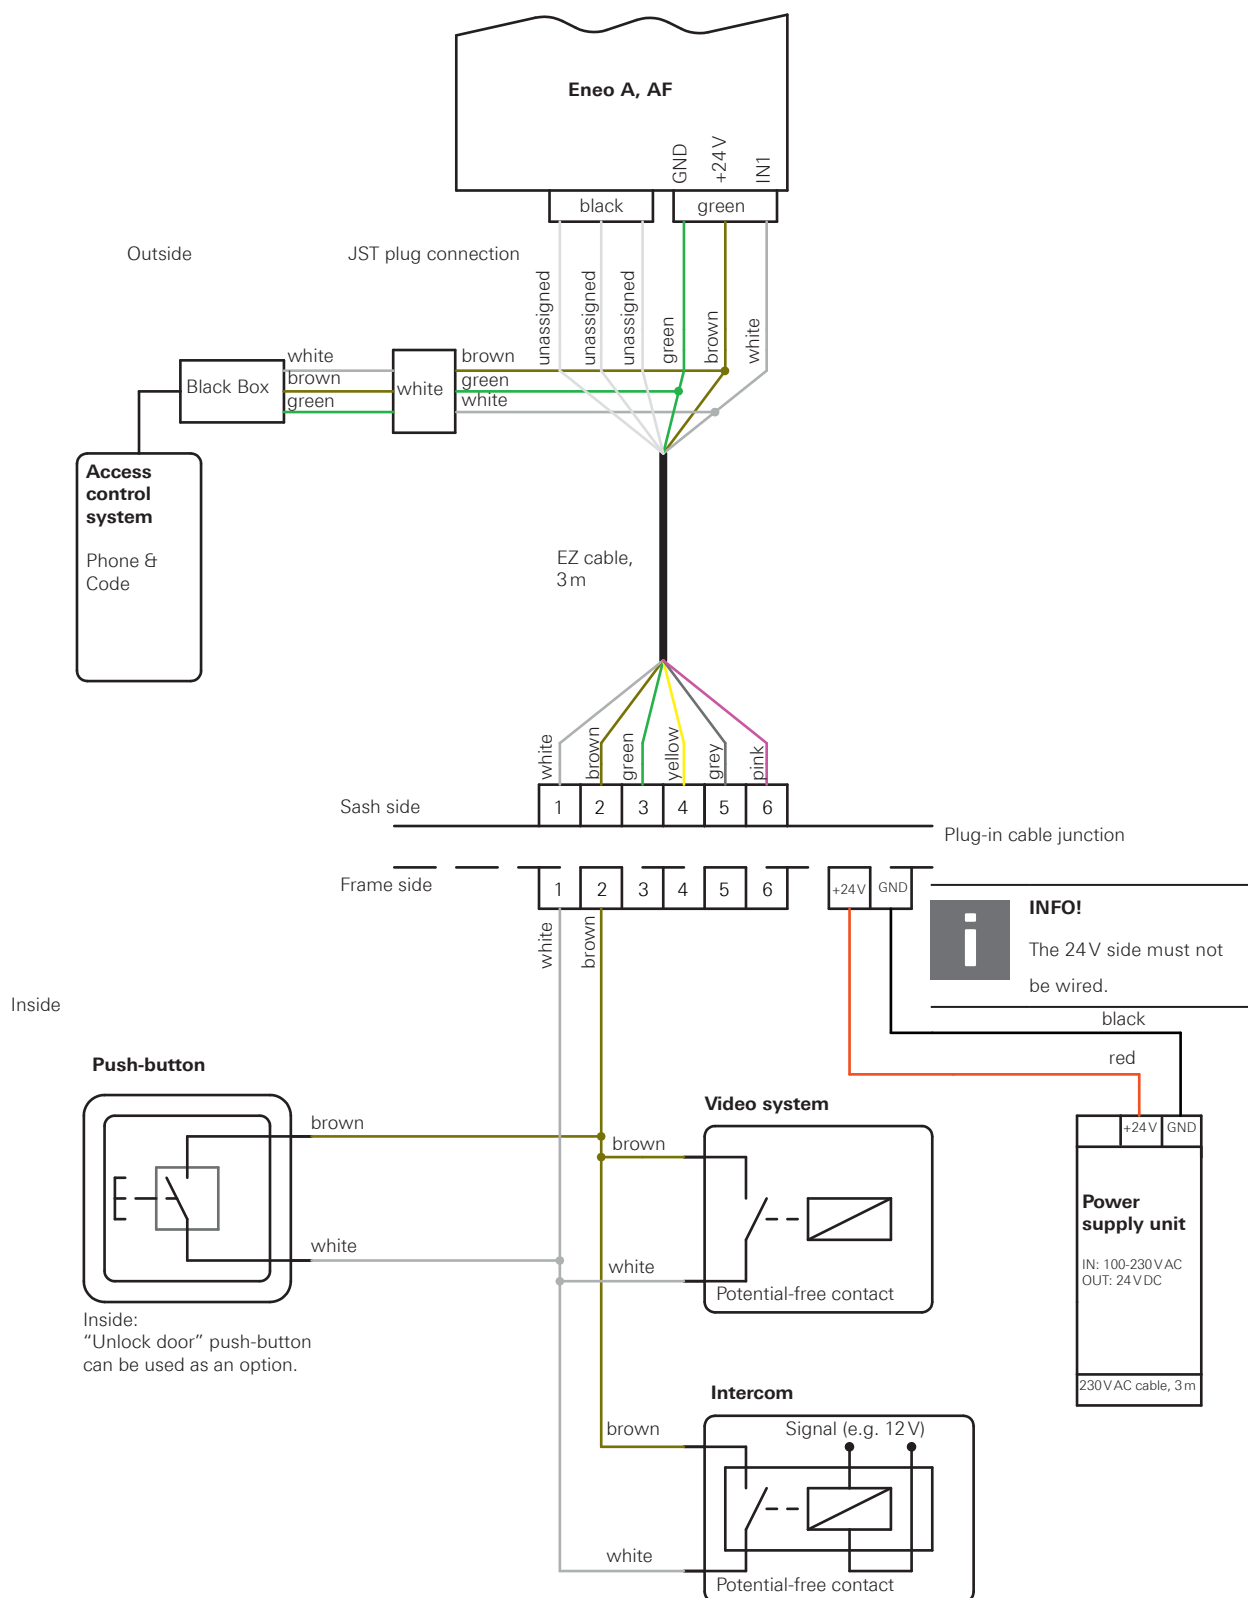 Eneo A, AF
GND
+24 V
IN1
black
green
Outside
JST plug connection
unassigned
unassigned
unassigned
green
brown
white
white
brown
green
Black Box
white
brown
green
white
Access
control
system
Phone &
Code
EZ cable,
3 m
white
brown
green
yellow
grey
pink
Sash side
1 2 3 4 5 6
Plug-in cable junction
Frame side
1 2 3 4 5 6
+24 V GND
INFO!
The 24 V side must not
be wired.
white
brown
Inside
black
red
Push-button
brown
white
Inside:
“Unlock door” push-button
can be used as an option.
Video system
brown
white
Potential-free contact
+24 V GND
Power
supply unit
IN: 100-230 V AC
OUT: 24 V DC
230 V AC cable, 3 m
Intercom
brown
Signal (e.g. 12 V)
white
Potential-free contact